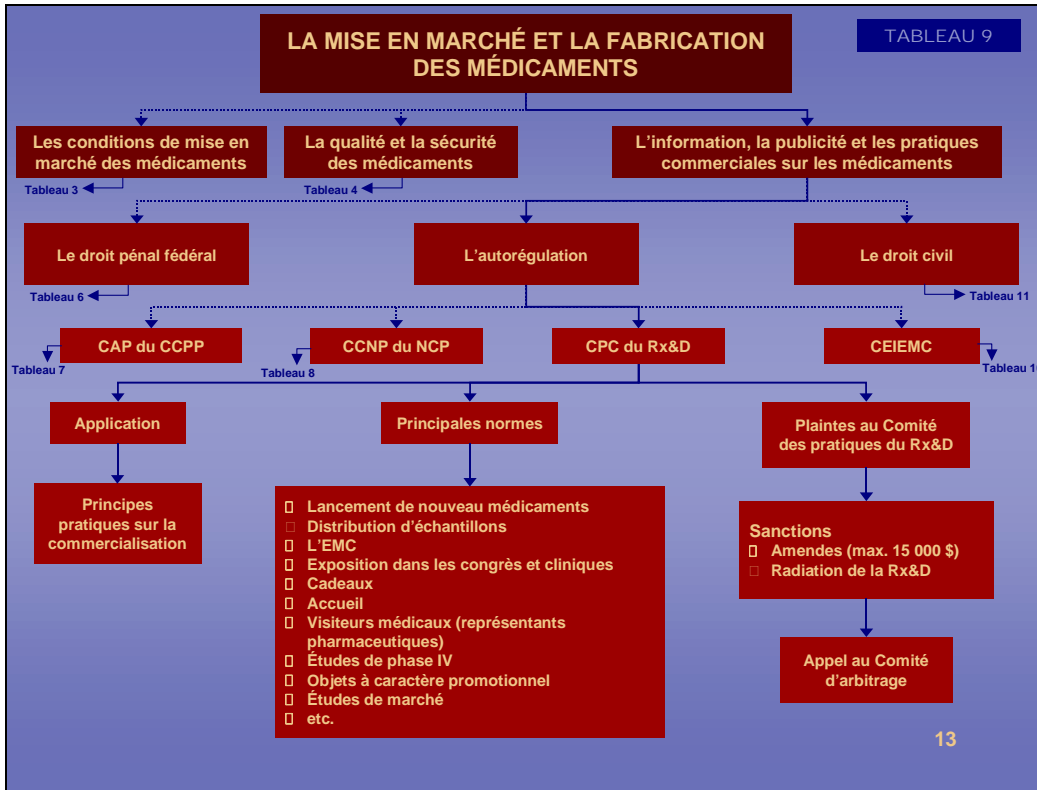 LA MISE EN MARCHÉ ET LA FABRICATION
DES MÉDICAMENTS
TABLEAU 9
Les conditions de mise en
marché des médicaments
La qualité et la sécurité
des médicaments
L'information, la publicité et les pratiques
commerciales sur les médicaments
Tableau 3
Tableau 4
Le droit pénal fédéral
L'autorégulation
Le droit civil
Tableau 6
Tableau 11
CAP du CCPP
CCNP du NCP
CPC du Rx&D
CEIEMC
Tableau 7
Tableau 8
Tableau 1
Application
Principales normes
Plaintes au Comité
des pratiques du Rx&D
Principes
pratiques sur la
commercialisation
Lancement de nouveau médicaments
Distribution d'échantillons
L'EMC
Exposition dans les congrès et cliniques
Cadeaux
Accueil
Visiteurs médicaux (représentants
pharmaceutiques)
Études de phase IV
Objets à caractère promotionnel
Études de marché
etc.
Sanctions
Amendes (max. 15 000 $)
Radiation de la Rx&D
Appel au Comité
d'arbitrage
13